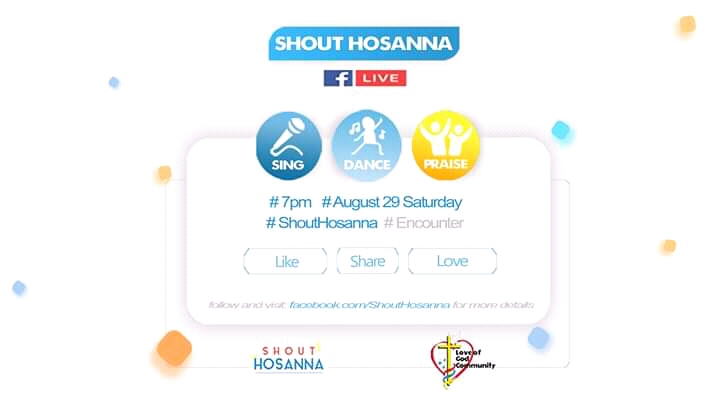 SHOUT HOSANNA
f LIVE
SING DANCE PRAISE
# 7pm # August 29 Saturday
# ShoutHosanna # Encounter
Like Share Love
follow and visit: facebook.com/ShoutHosanna for more details
SHOUT
HOSANNA
Love of
God
Community